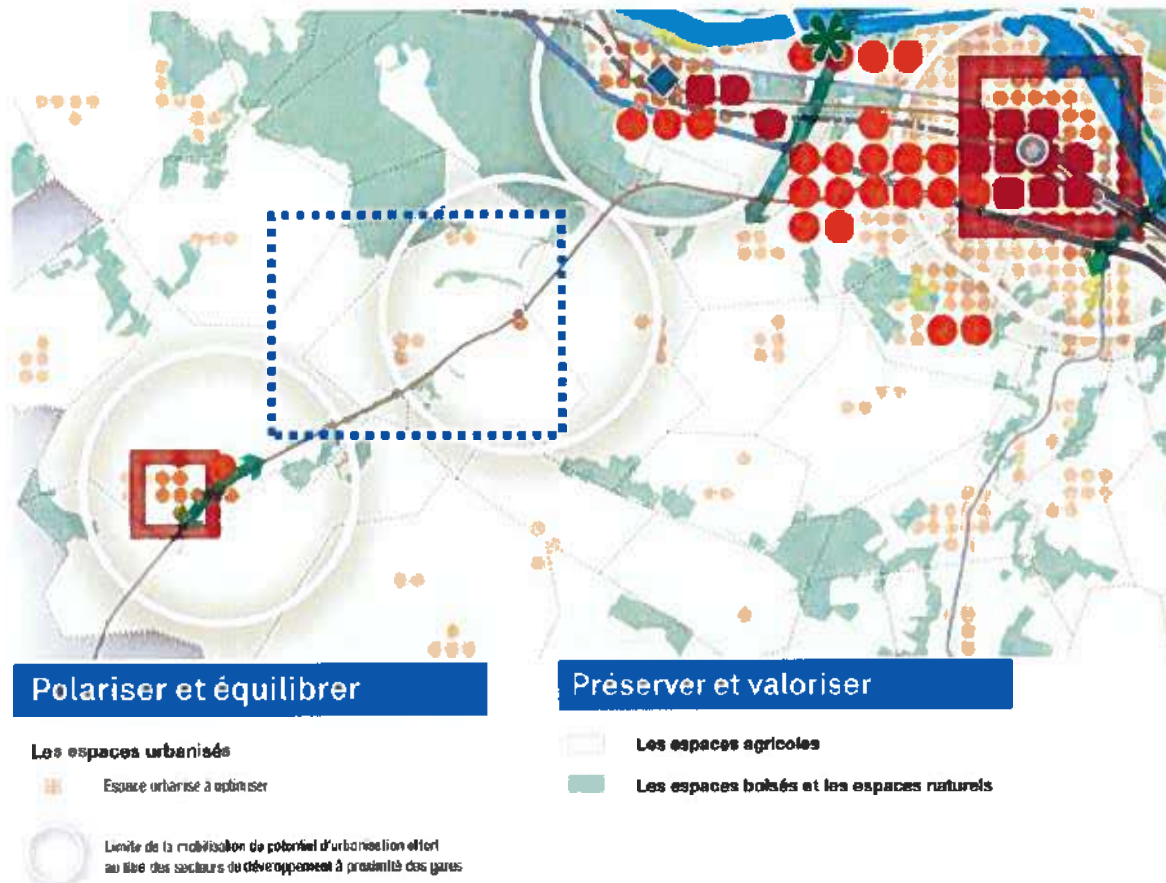 Polariser et équilibrer
Les espaces urbanisés
Espace urbanisé à optimiser
Limite de la mobilisation du potentiel d'urbanisation offert
au titre des secteurs de développement à proximité des gares
Préserver et valoriser
Les espaces agricoles
Les espaces boisés et les espaces naturels